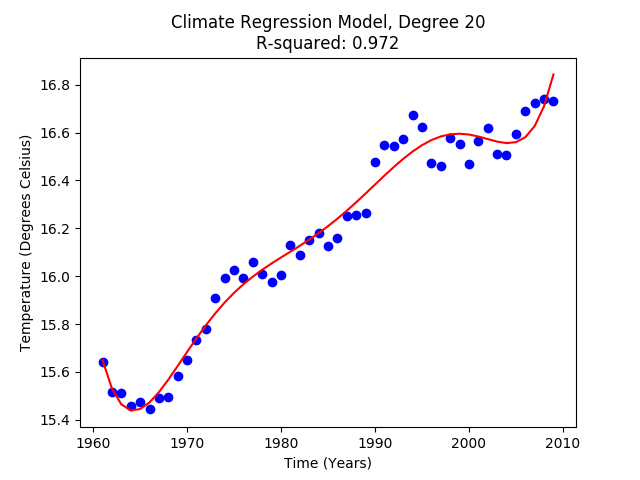 Climate Regression Model, Degree 20
R-squared: 0.972
Temperature (Degrees Celsius)
16.8
16.6
16.4
16.2
16.0
15.8
15.6
15.4
1960 1970 1980 1990 2000 2010
Time (Years)